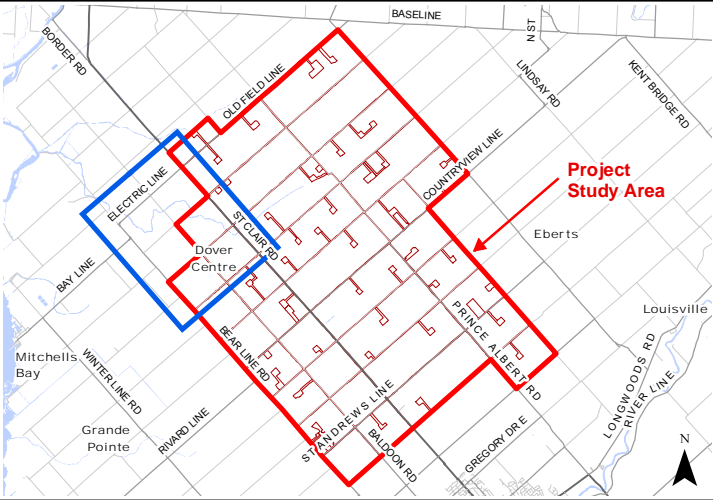 BASELINE
N ST
BORDER RD
LINDSAY RD
KENT BRIDGE RD
OLD FIELD LINE
COUNTRYVIEW LINE
Project
Study Area
ELECTRIC LINE
ST CLAIR RD
Eberts
Dover
Centre
BAY LINE
Louisville
PRINCE ALBERT RD
BEAR LINE RD
Mitchells
Bay
WINTER LINE RD
LONGWOODS RD
RIVER LINE
Grande
Pointe
RIVARD LINE
ST ANDREWS LINE
BALDOON RD
GREGORY DR E
N